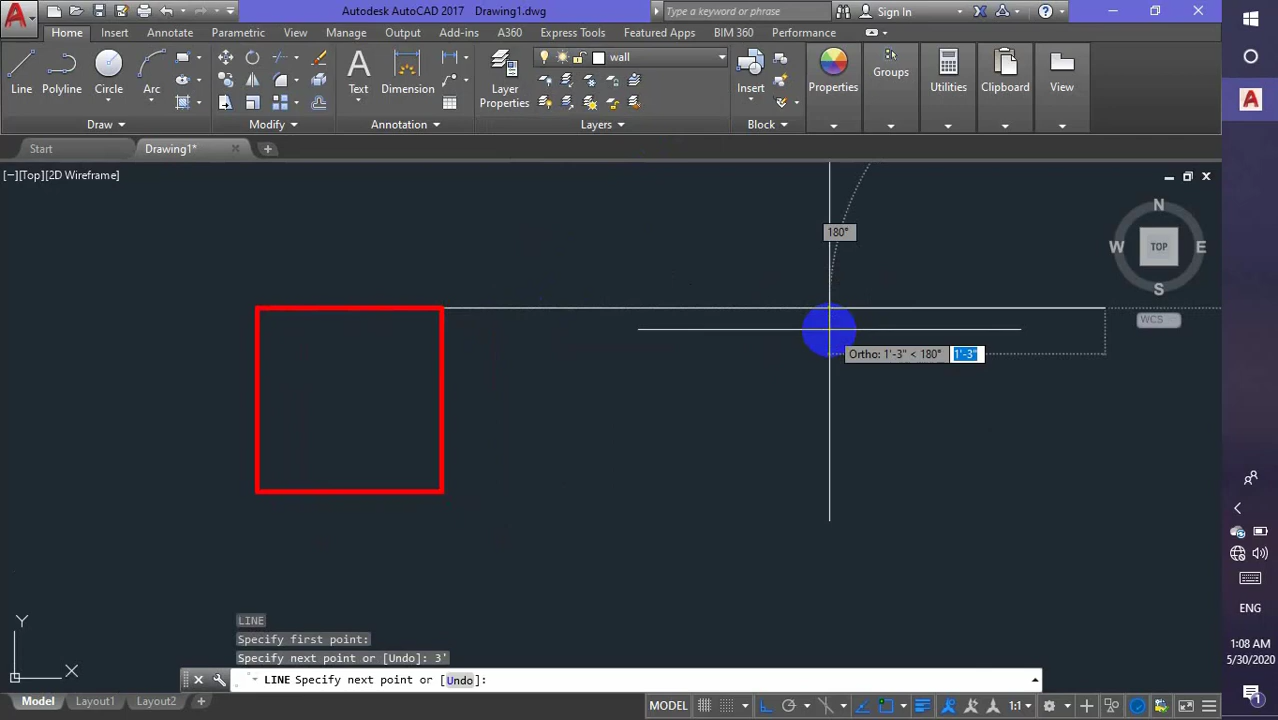 Autodesk AutoCAD 2017 Drawing1.dwg
Type a keyword or phrase
Sign In
Home Insert Annotate Parametric View Manage Output Add-ins A360 Express Tools Featured Apps BIM 360 Performance
wall
Line Polyline Circle Arc
Text Dimension
Layer
Properties
Insert
Properties
Groups
Utilities
Clipboard
View
Draw Modify Annotation Layers Block
Start Drawing1*
[−][Top][2D Wireframe]
N
W TOP E
S
WCS
180°
Ortho: 1'-3" < 180° 1'-3"
Y
X
LINE
Specify first point:
Specify next point or [Undo]: 3'
LINE Specify next point or [Undo]:
Model Layout1 Layout2 +
MODEL 1:1
ENG
1:08 AM
5/30/2020